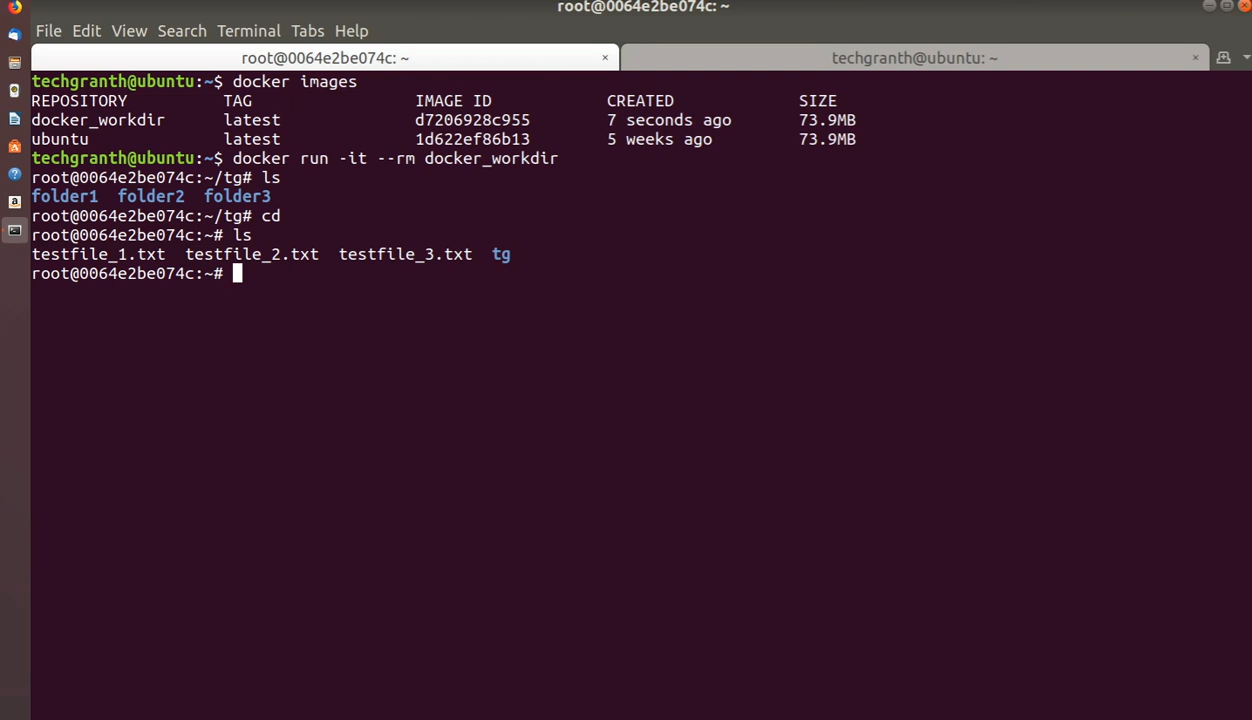 root@0064e2be074c: ~
File Edit View Search Terminal Tabs Help
root@0064e2be074c: ~ × techgranth@ubuntu: ~ ×
techgranth@ubuntu:~$ docker images
REPOSITORY TAG IMAGE ID CREATED SIZE
docker_workdir latest d7206928c955 7 seconds ago 73.9MB
ubuntu latest 1d622ef86b13 5 weeks ago 73.9MB
techgranth@ubuntu:~$ docker run -it --rm docker_workdir
root@0064e2be074c:~/tg# ls
folder1 folder2 folder3
root@0064e2be074c:~/tg# cd
root@0064e2be074c:~# ls
testfile_1.txt testfile_2.txt testfile_3.txt tg
root@0064e2be074c:~#